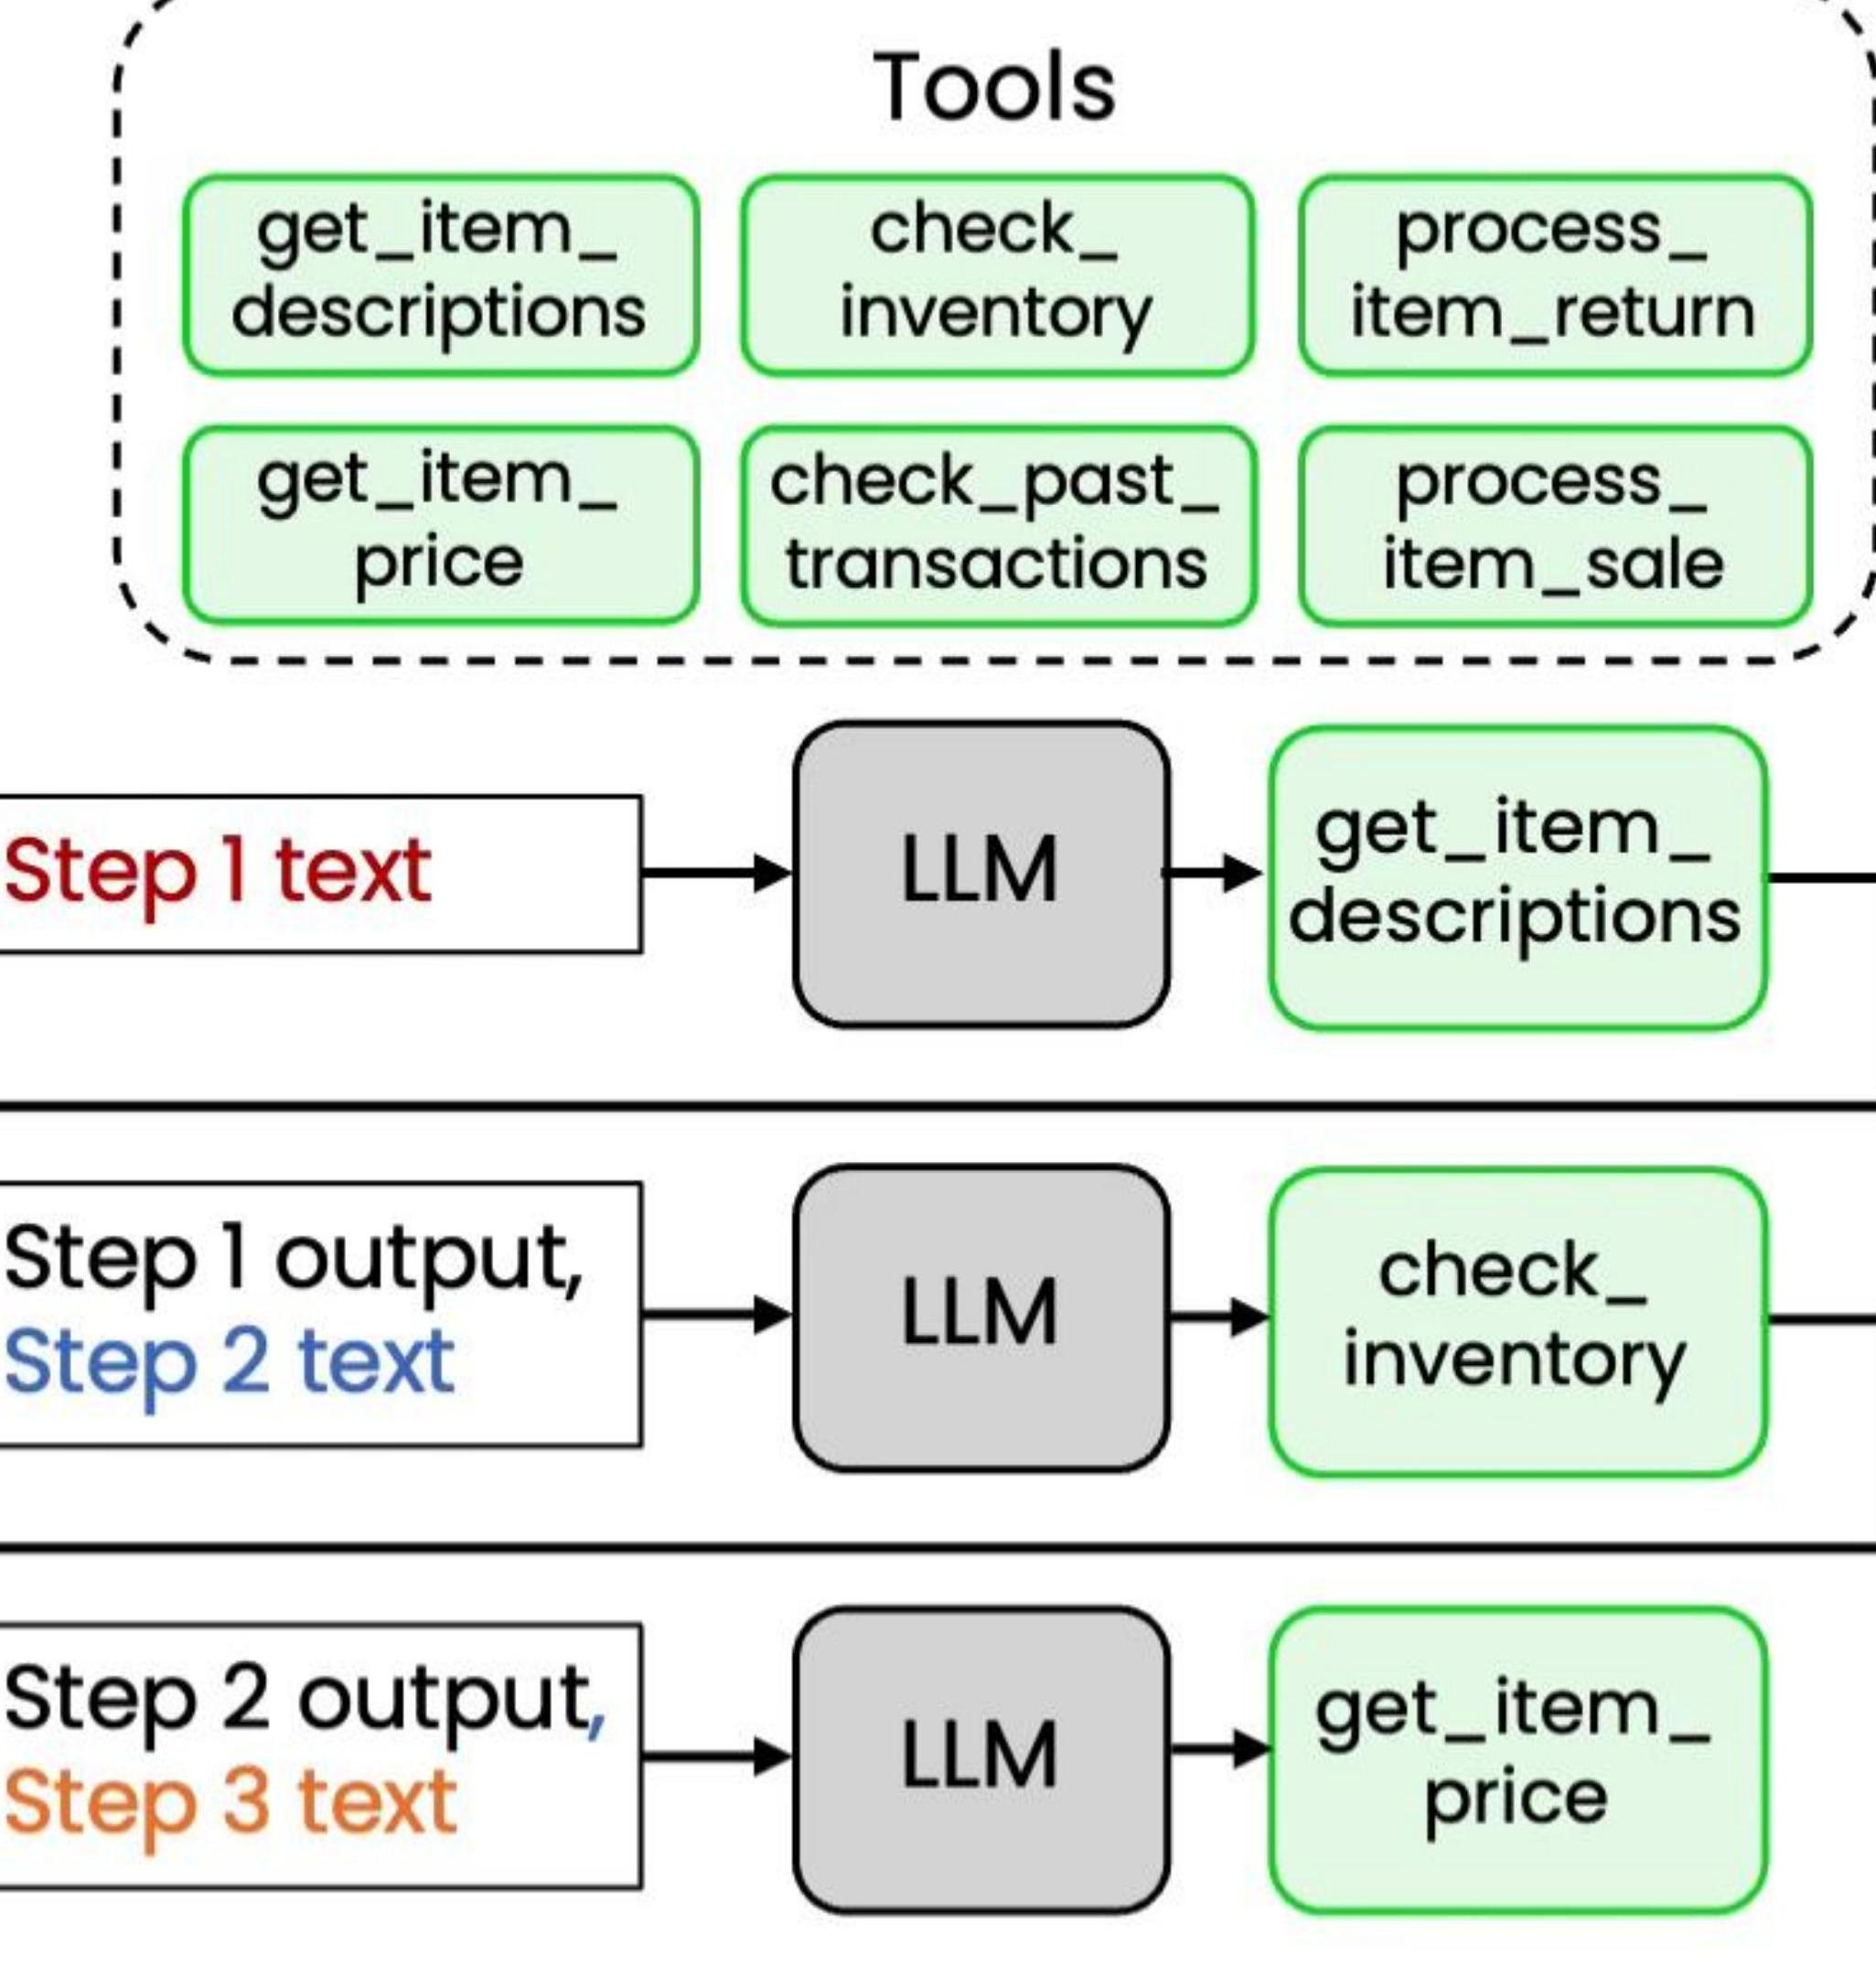 Tools
get_item_
descriptions
check_
inventory
process_
item_return
get_item_
price
check_past_
transactions
process_
item_sale
Step 1 text
LLM
get_item_
descriptions
Step 1 output,
Step 2 text
LLM
check_
inventory
Step 2 output,
Step 3 text
LLM
get_item_
price